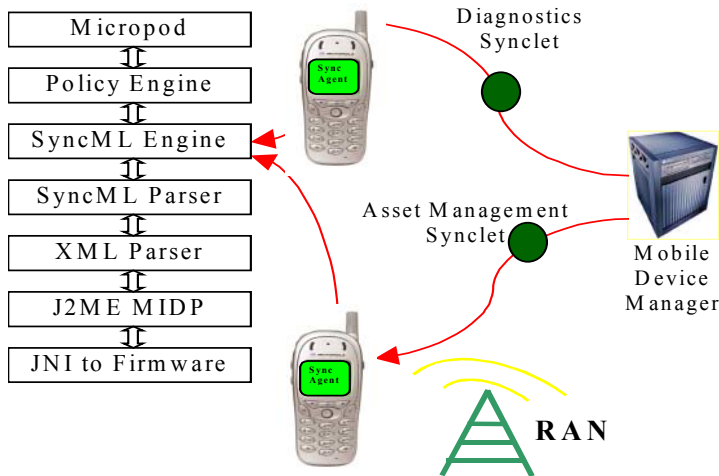 Micropod
Policy Engine
SyncML Engine
SyncML Parser
XML Parser
J2ME MIDP
JNI to Firmware
Sync
Agent
Diagnostics
Synclet
Asset Management
Synclet
Mobile
Device
Manager
Sync
Agent
RAN